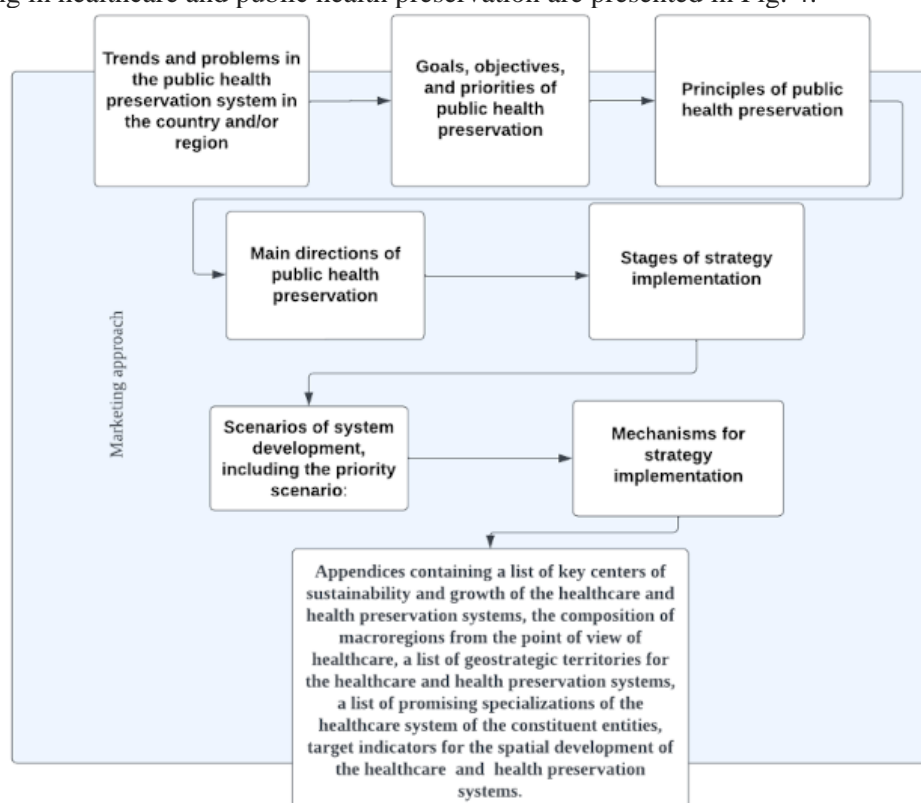 ing in healthcare and public health preservation are presented in Fig. 4.
Trends and problems in
the public health
preservation system in
the country and/or
region
Goals, objectives,
and priorities of
public health
preservation
Principles of public
health preservation
Main directions of
public health
preservation
Stages of strategy
implementation
Marketing approach
Scenarios of system
development,
including the priority
scenario:
Mechanisms for
strategy
implementation
Appendices containing a list of key centers of
sustainability and growth of the healthcare and
health preservation systems, the composition of
macroregions from the point of view of
healthcare, a list of geostrategic territories for
the healthcare and health preservation systems,
a list of promising specializations of the
healthcare system of the constituent entities,
target indicators for the spatial development of
the healthcare and health preservation
systems.